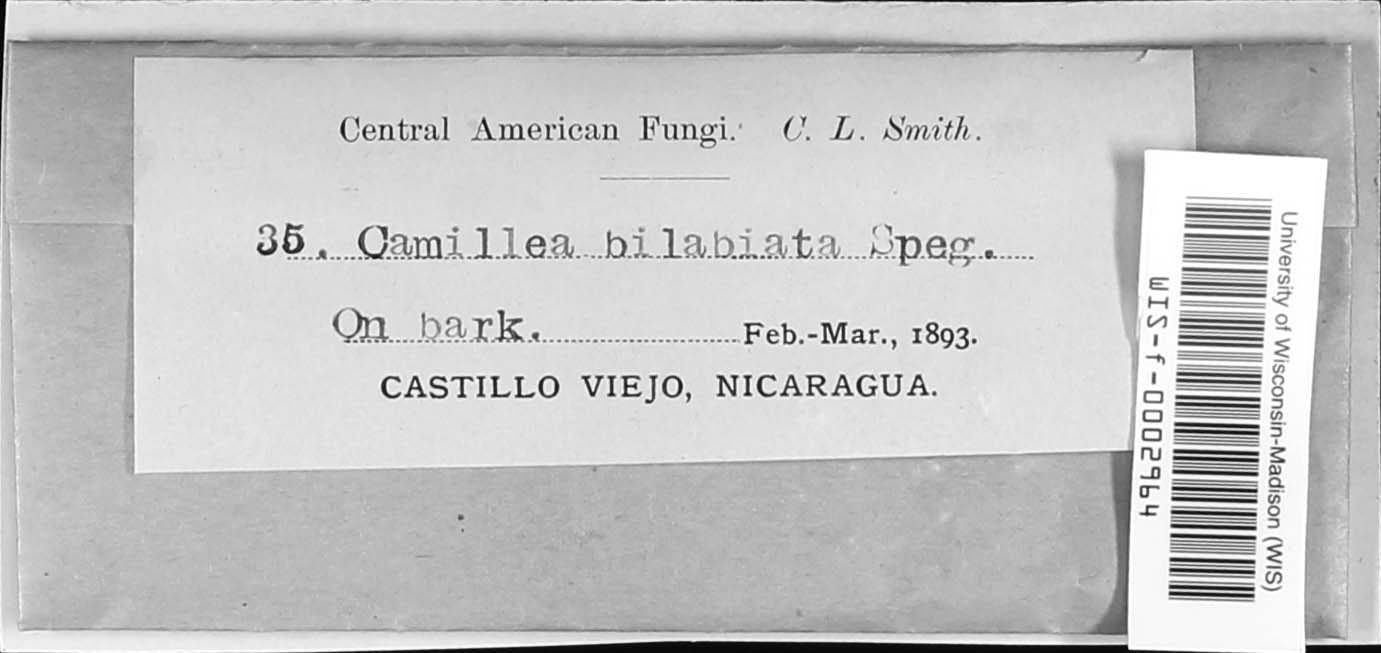 Central American Fungi. C. L. Smith.
35. Camillea bilabiata Speg.
On bark. Feb.-Mar., 1893.
CASTILLO VIEJO, NICARAGUA.
University of Wisconsin-Madison (WIS)
WIS-f-0002964